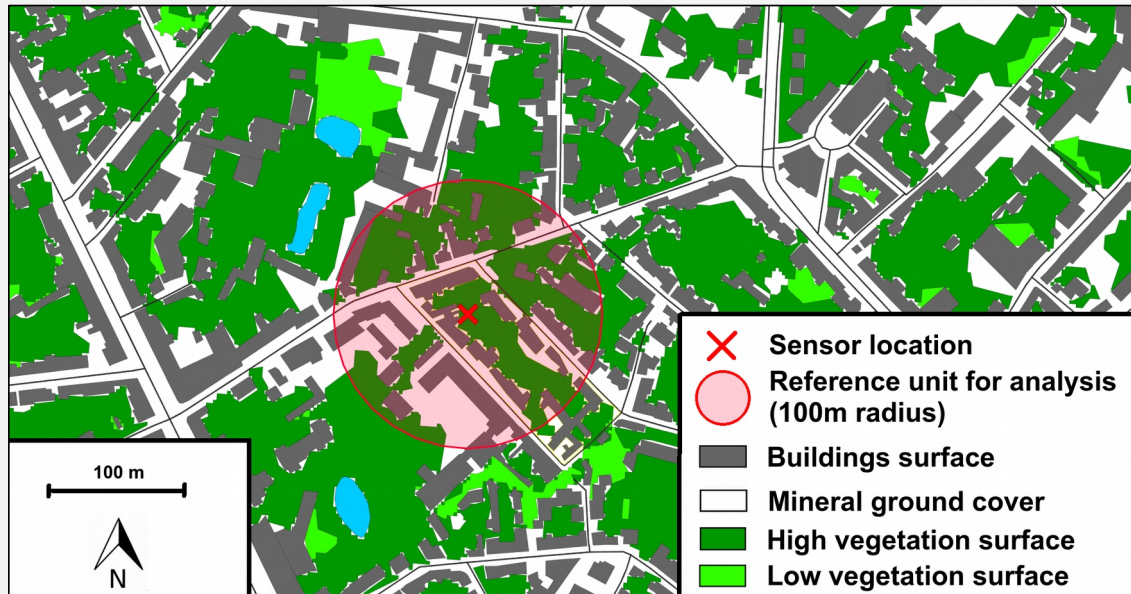 Sensor location
Reference unit for analysis
(100m radius)
Buildings surface
Mineral ground cover
High vegetation surface
Low vegetation surface
100 m
N